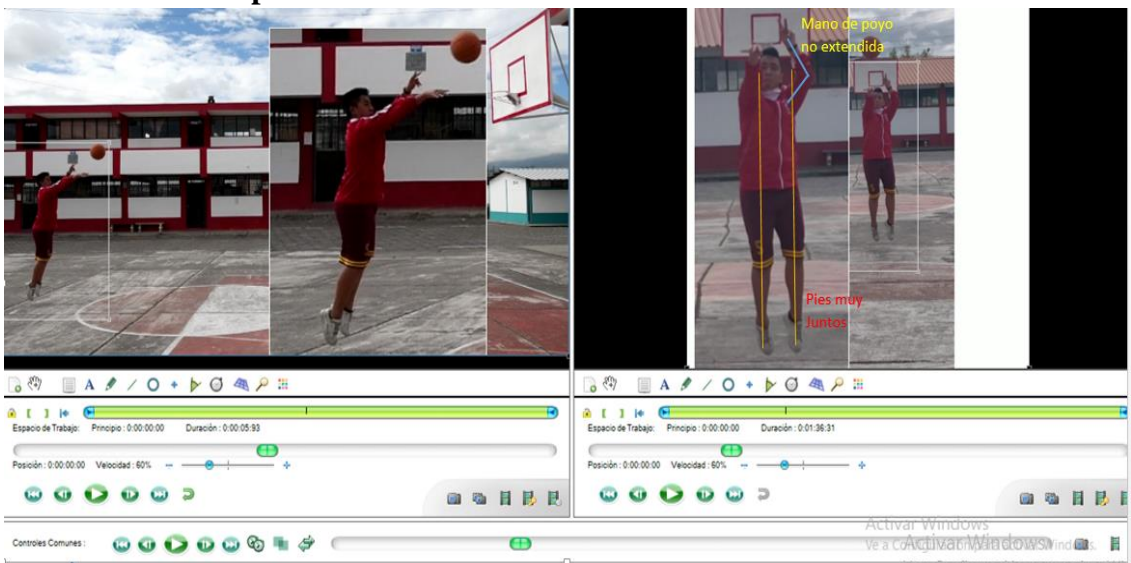 Mano de poyo
no extendida
Pies muy
Juntos
A
Espacio de Trabajo: Principio : 0:00:00:00 Duración : 0:00:05:93
Posición : 0:00:00:00 Velocidad : 60%
A
Espacio de Trabajo: Principio : 0:00:00:00 Duración : 0:01:36:31
Posición : 0:00:00:00 Velocidad : 60%
Controles Comunes :
Activar Windows
Activar Windows